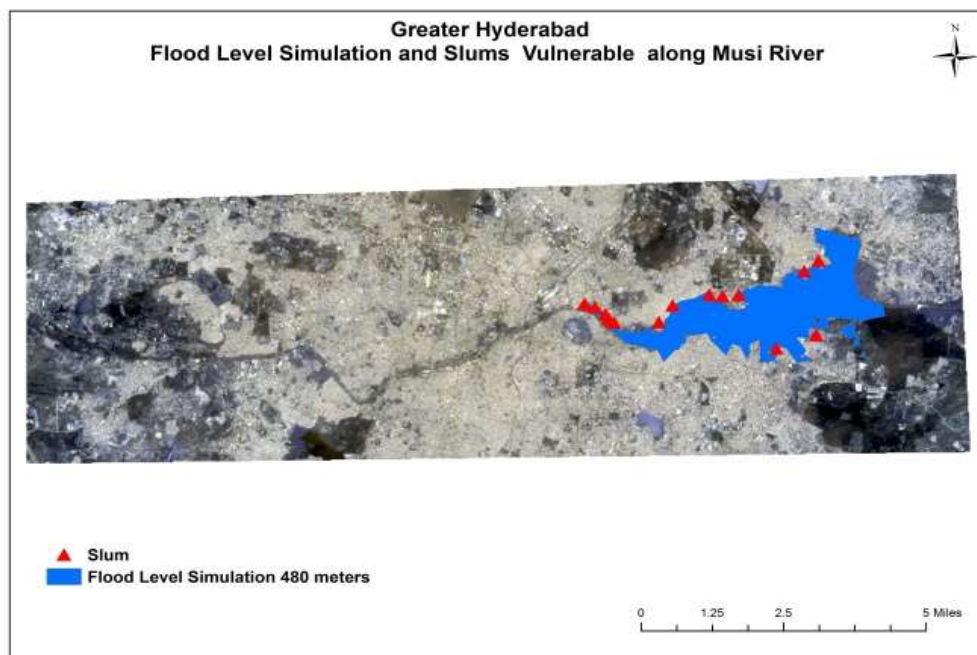 Greater Hyderabad
Flood Level Simulation and Slums Vulnerable along Musi River
N
Slum
Flood Level Simulation 480 meters
0 1.25 2.5 5 Miles